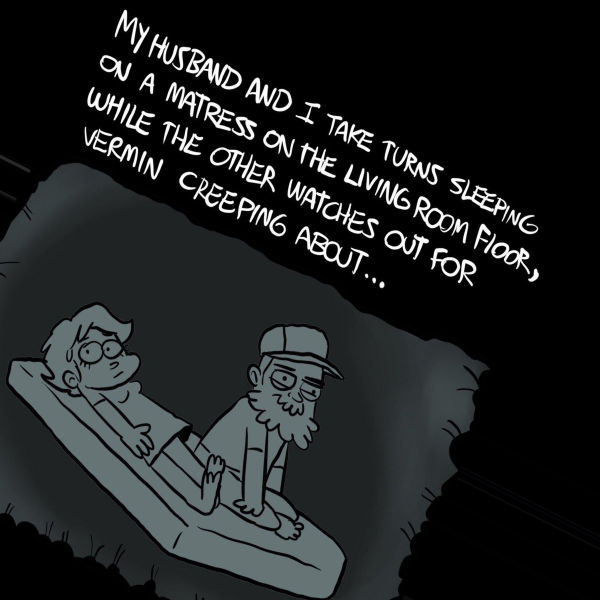 MY HUSBAND AND I TAKE TURNS SLEEPING
ON A MATRESS ON THE LIVING ROOM FLOOR,
WHILE THE OTHER WATCHES OUT FOR
VERMIN CREEPING ABOUT...